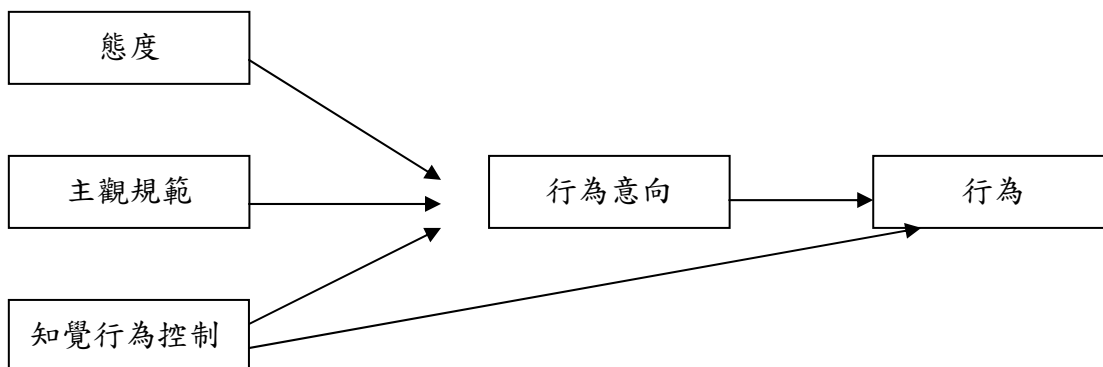 態度
主觀規範
行為意向
行為
知覺行為控制